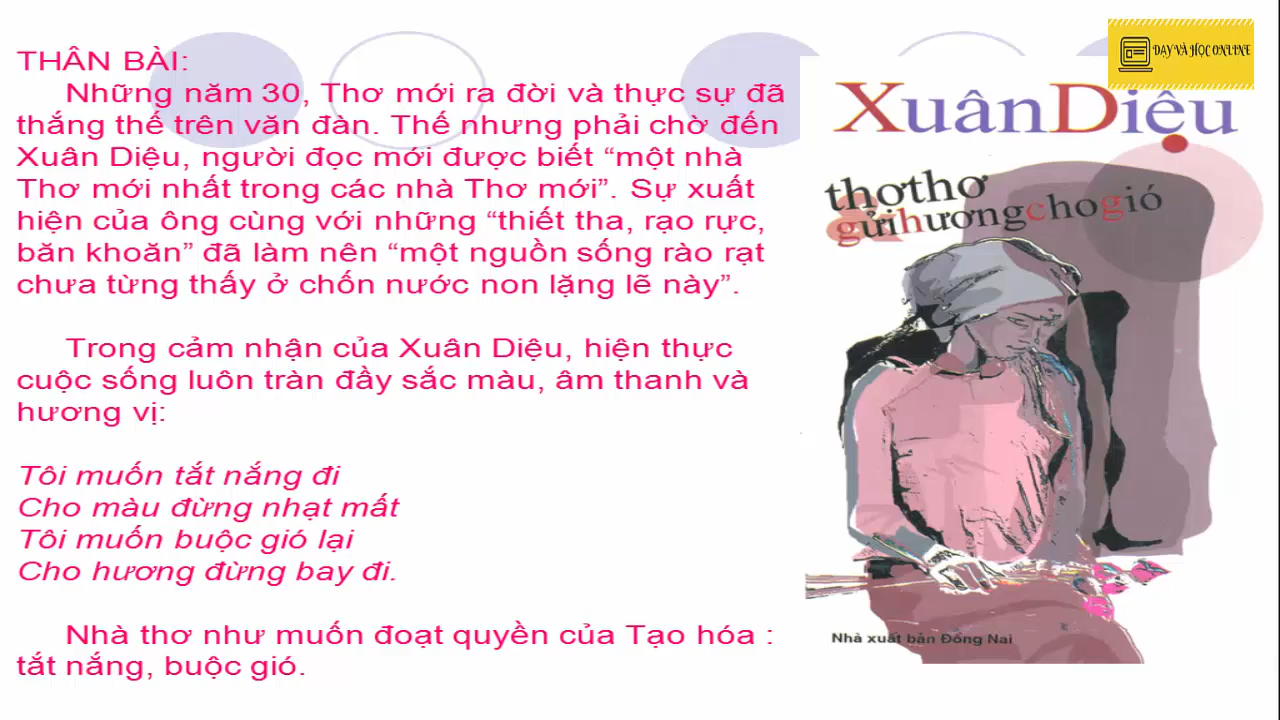 THÂN BÀI:
Những năm 30, Thơ mới ra đời và thực sự đã
thắng thế trên văn đàn. Thế nhưng phải chờ đến
Xuân Diệu, người đọc mới được biết “một nhà
Thơ mới nhất trong các nhà Thơ mới”. Sự xuất
hiện của ông cùng với những “thiết tha, rạo rực,
băn khoăn” đã làm nên “một nguồn sống rào rạt
chưa từng thấy ở chốn nước non lặng lẽ này”.
Trong cảm nhận của Xuân Diệu, hiện thực
cuộc sống luôn tràn đầy sắc màu, âm thanh và
hương vị:
Tôi muốn tắt nắng đi
Cho màu đừng nhạt mất
Tôi muốn buộc gió lại
Cho hương đừng bay đi.
Nhà thơ như muốn đoạt quyền của Tạo hóa :
tắt nắng, buộc gió.
DẠY VÀ HỌC ONLINE
XuânDiệu
thơthơ
gửihươngchogió
Nhà xuất bản Đồng Nai